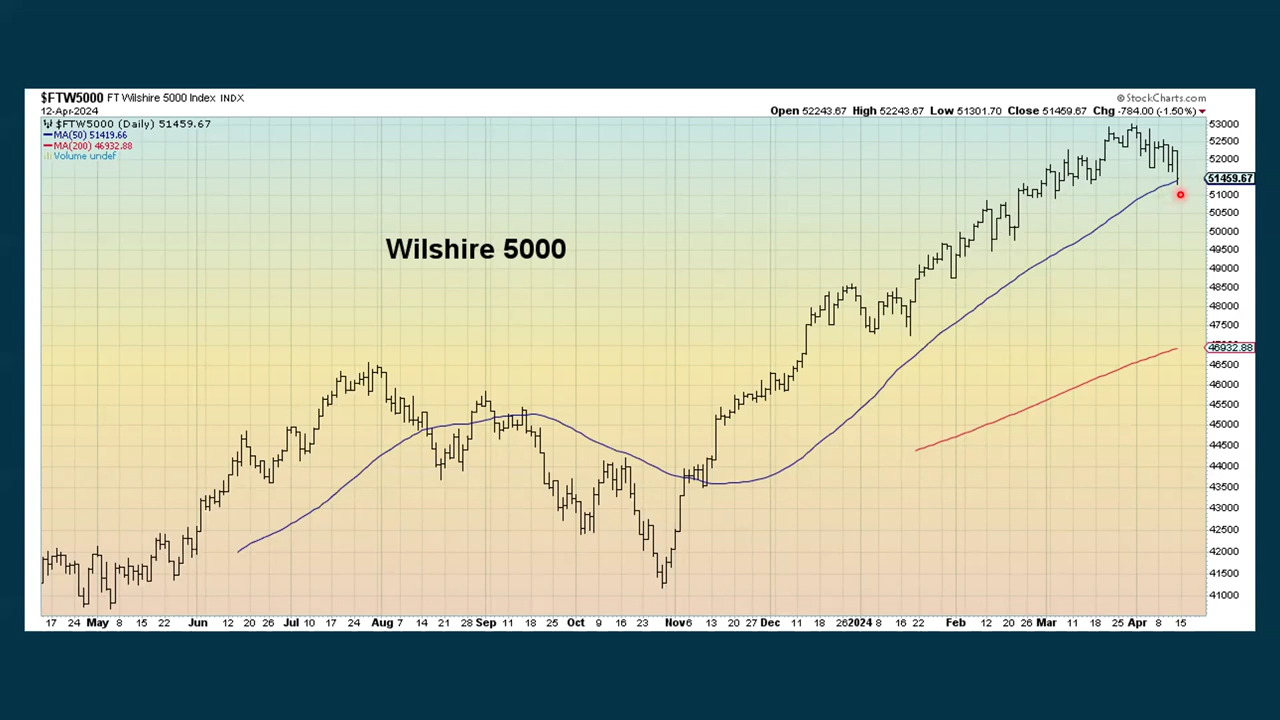 $FTW5000 FT Wilshire 5000 Index INDX
© StockCharts.com
12-Apr-2024
Open 52243.67 High 52243.67 Low 51301.70 Close 51459.67 Chg -784.00 (-1.50%)
$FTW5000 (Daily) 51459.67
MA(50) 51419.66
MA(200) 46932.88
Volume undef
Wilshire 5000
53000
52500
52000
51459.67
51000
50500
50000
49500
49000
48500
48000
47500
46932.88
46500
46000
45500
45000
44500
44000
43500
43000
42500
42000
41500
41000
17 24 May 8 15 22 Jun 12 20 26 Jul 10 17 24 Aug 7 14 21 28 Sep 11 18 25 Oct 9 16 23 Nov 6 13 20 27 Dec 11 18 26 2024 8 16 22 Feb 12 20 26 Mar 11 18 25 Apr 8 15